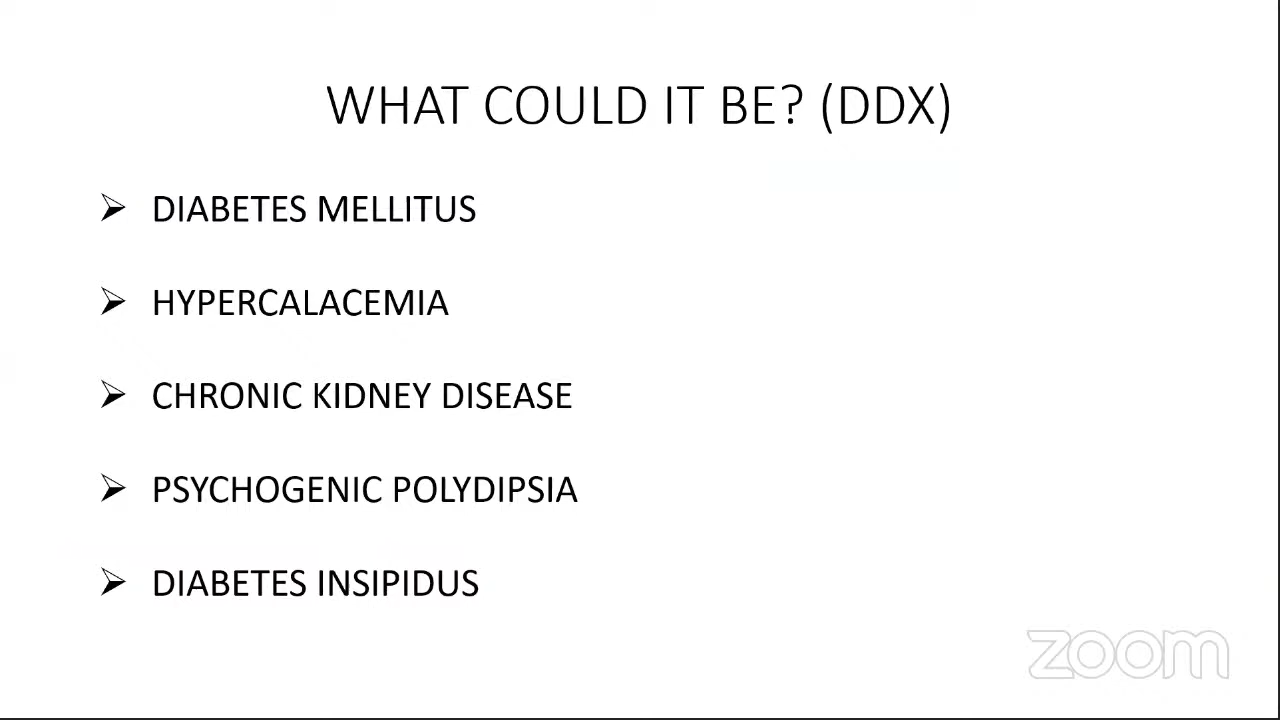 WHAT COULD IT BE? (DDX)
➢ DIABETES MELLITUS
➢ HYPERCALACEMIA
➢ CHRONIC KIDNEY DISEASE
➢ PSYCHOGENIC POLYDIPSIA
➢ DIABETES INSIPIDUS
zoom